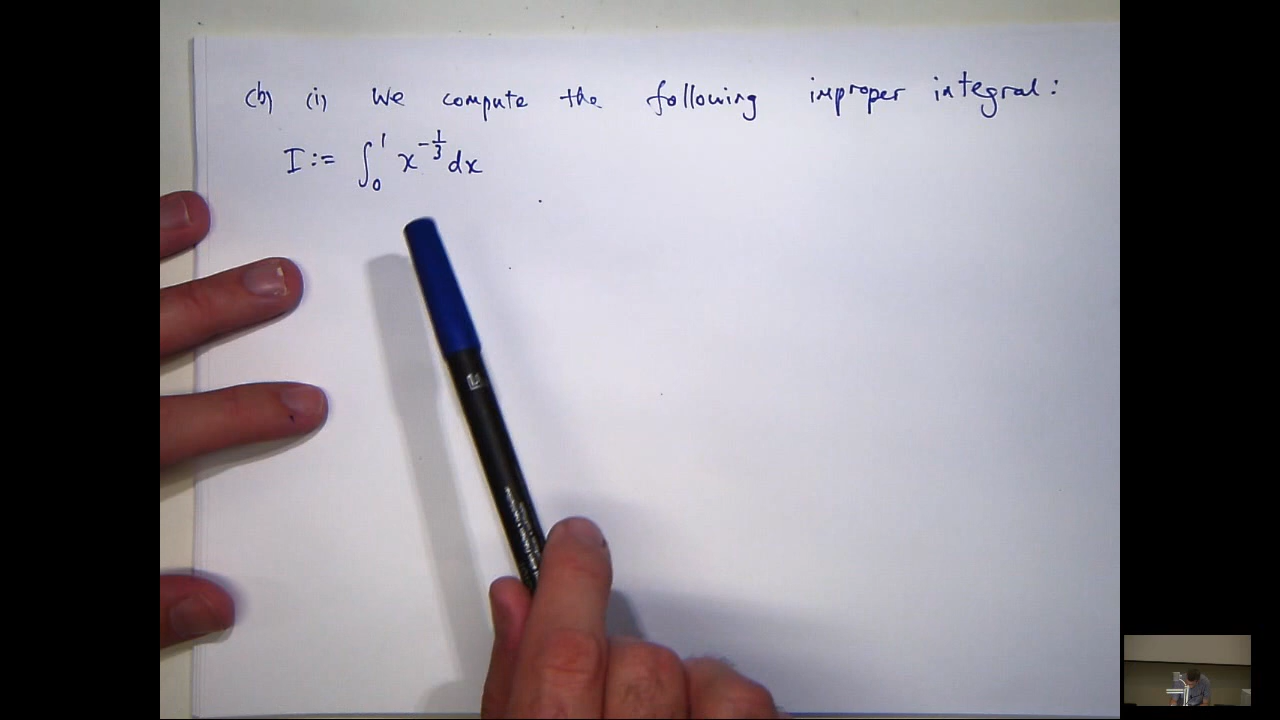 (b) (i) We compute the following improper integral:
I := ∫₀¹ x^{-1/3} dx